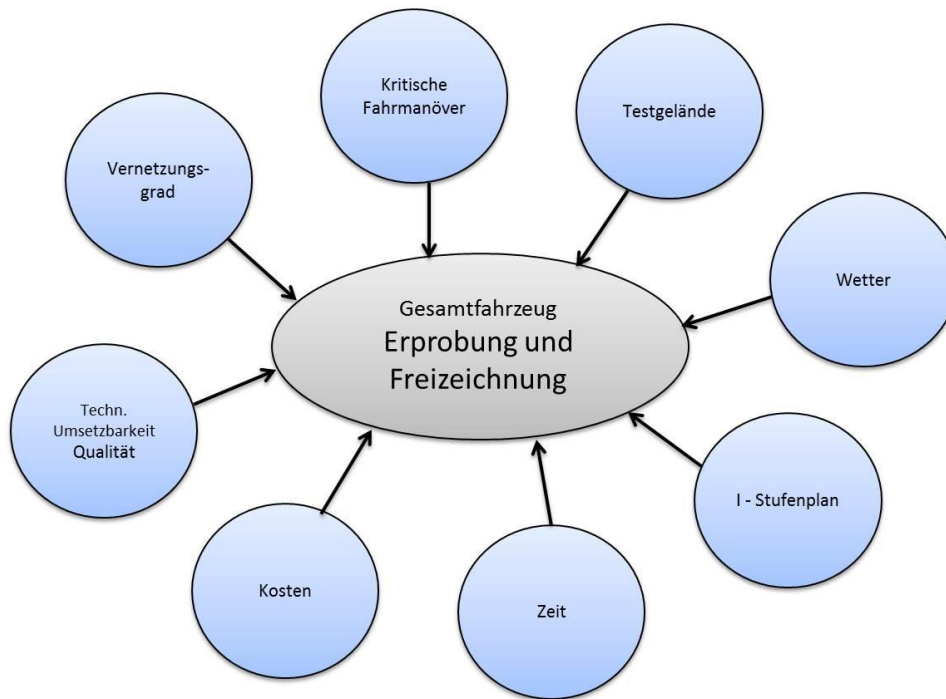 Kritische
Fahrmanöver
Testgelände
Vernetzungs-
grad
Wetter
Gesamtfahrzeug
Erprobung und
Freizeichnung
Techn.
Umsetzbarkeit
Qualität
I - Stufenplan
Kosten
Zeit